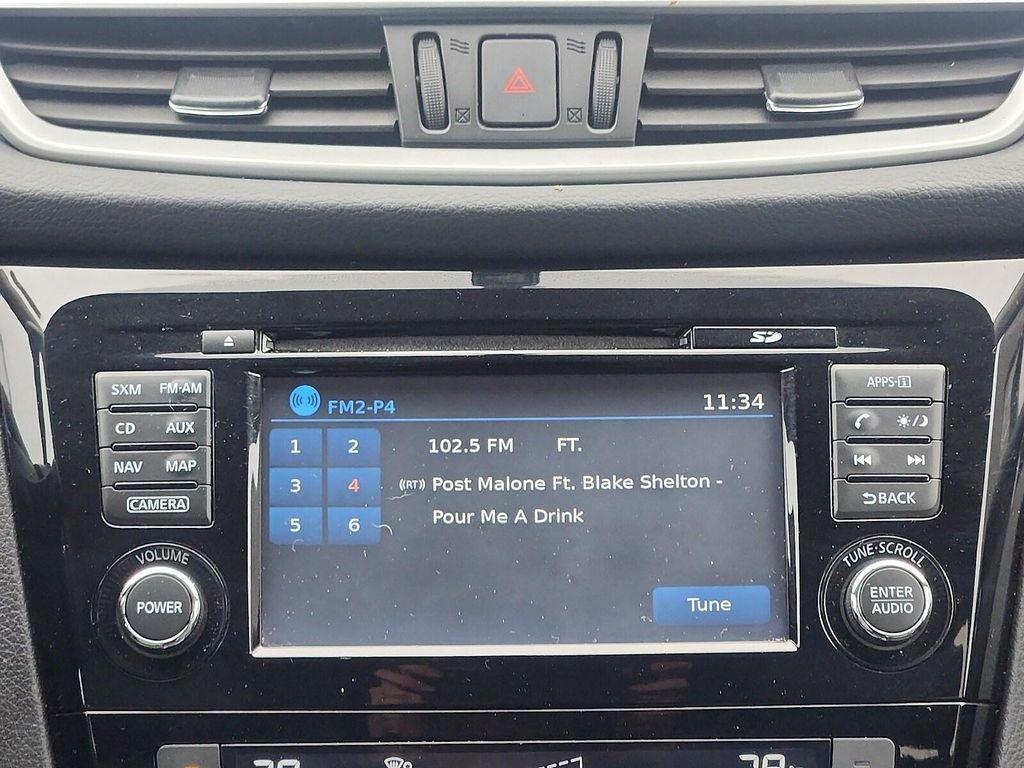 SD
SXM FM·AM
CD AUX
NAV MAP
CAMERA
VOLUME
POWER
FM2-P4 11:34
1 2
102.5 FM FT.
3 4
(RT) Post Malone Ft. Blake Shelton -
Pour Me A Drink
5 6
Tune
APPS·i
BACK
TUNE·SCROLL
ENTER
AUDIO